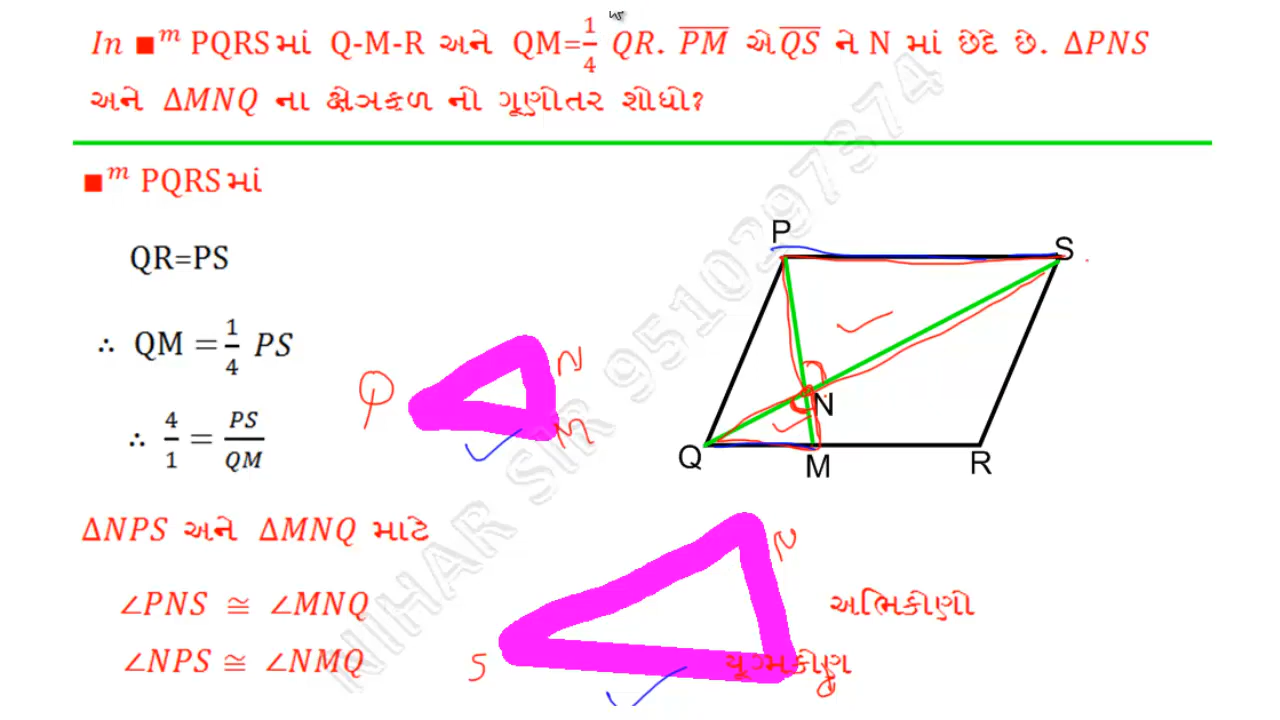 In ■ᵐ PQRSમાં Q-M-R અને QM=1/4 QR. PM એ QS ને N માં છેદે છે. ΔPNS
અને ΔMNQ ના ક્ષેત્રફળ નો ગૂણોતર શોધો?
■ᵐ PQRSમાં
QR=PS
∴ QM = 1/4 PS
∴ 4/1 = PS/QM
ΔNPS અને ΔMNQ માટે
∠PNS ≅ ∠MNQ અભિકોણો
∠NPS ≅ ∠NMQ યૂગ્મકોણ
P
S
N
Q
M
R
N
M
N
S
NIHAR SIR 9510297374